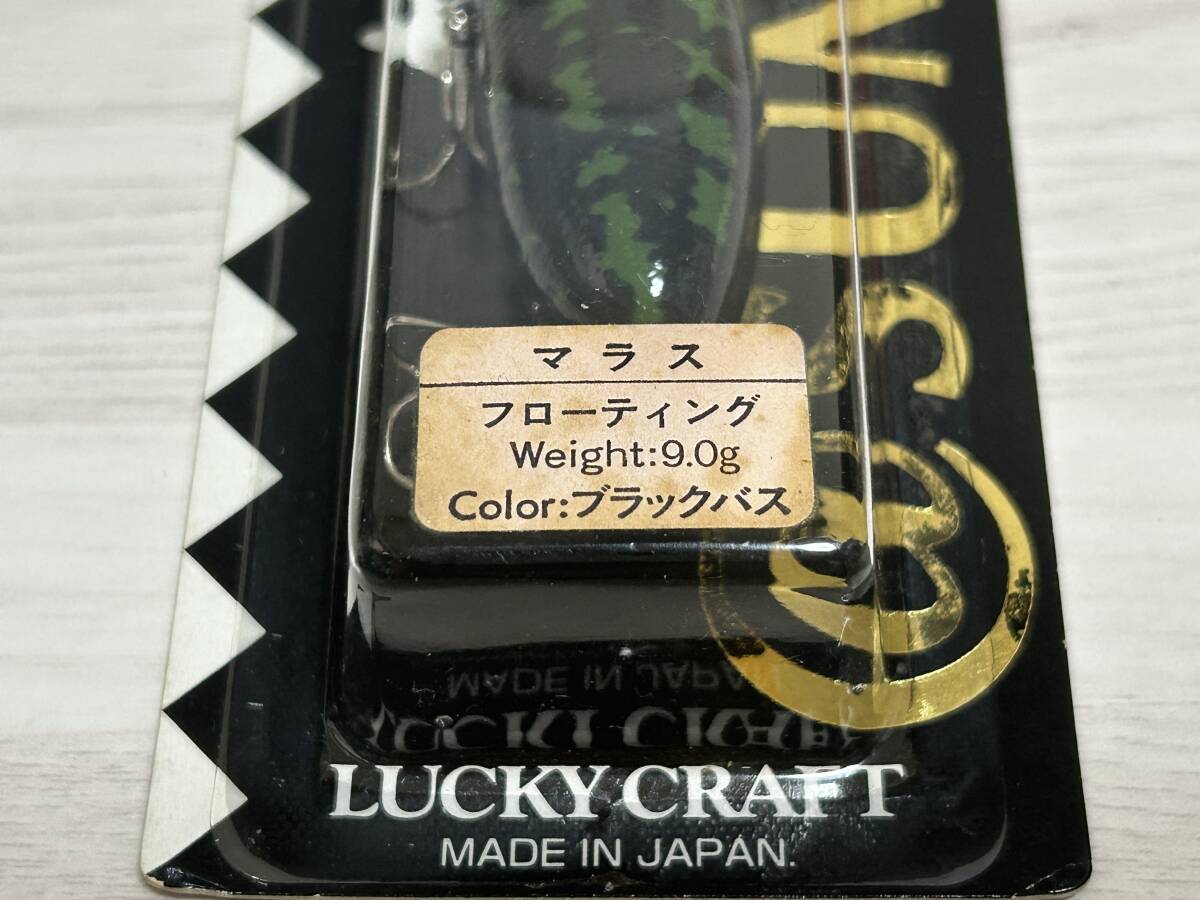 マラス
フローティング
Weight:9.0g
Color:ブラックバス
MADE IN JAPAN
LUCKY CRAFT
LUCKY CRAFT
MADE IN JAPAN.